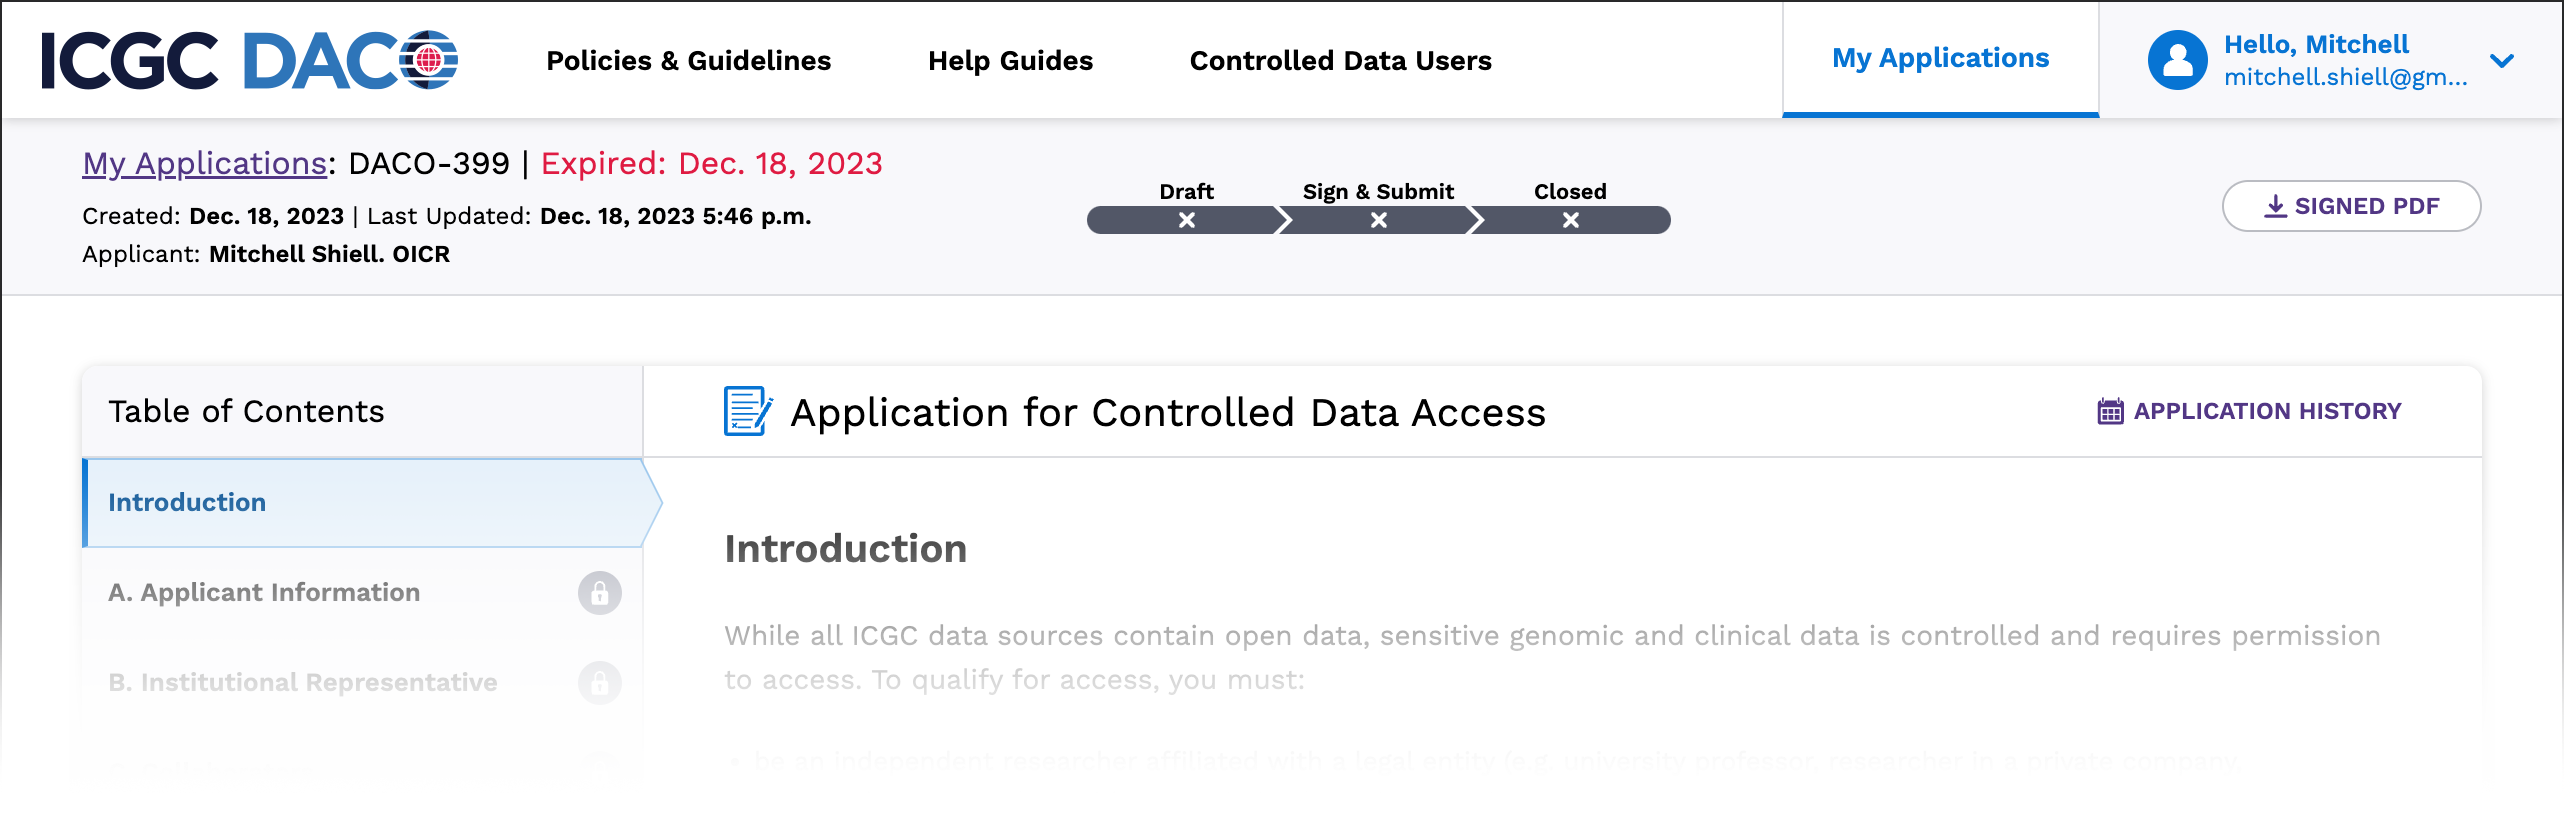 ICGC DACO
Policies & Guidelines
Help Guides
Controlled Data Users
My Applications
Hello, Mitchell
mitchell.shiell@gm...
My Applications: DACO-399 | Expired: Dec. 18, 2023
Created: Dec. 18, 2023 | Last Updated: Dec. 18, 2023 5:46 p.m.
Applicant: Mitchell Shiell. OICR
Draft
Sign & Submit
Closed
SIGNED PDF
Table of Contents
Introduction
A. Applicant Information
B. Institutional Representative
Application for Controlled Data Access
APPLICATION HISTORY
Introduction
While all ICGC data sources contain open data, sensitive genomic and clinical data is controlled and requires permission
to access. To qualify for access, you must:
• be an independent researcher affiliated with a legal entity (e.g. university professor, researcher in a private company,